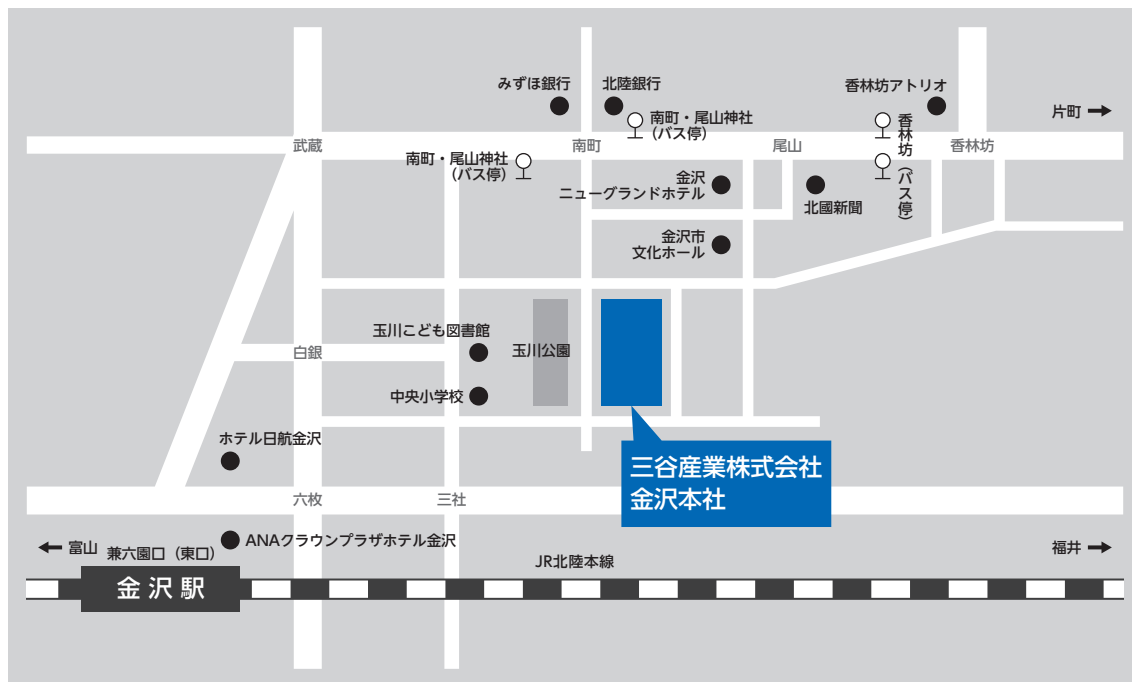 みずほ銀行
北陸銀行
香林坊アトリオ
片町
南町・尾山神社
(バス停)
香林坊(バス停)
武蔵
南町
尾山
香林坊
南町・尾山神社
(バス停)
金沢
ニューグランドホテル
北國新聞
金沢市
文化ホール
玉川こども図書館
白銀
玉川公園
中央小学校
ホテル日航金沢
三谷産業株式会社
金沢本社
六枚
三社
富山
兼六園口(東口)
ANAクラウンプラザホテル金沢
JR北陸本線
福井
金沢駅